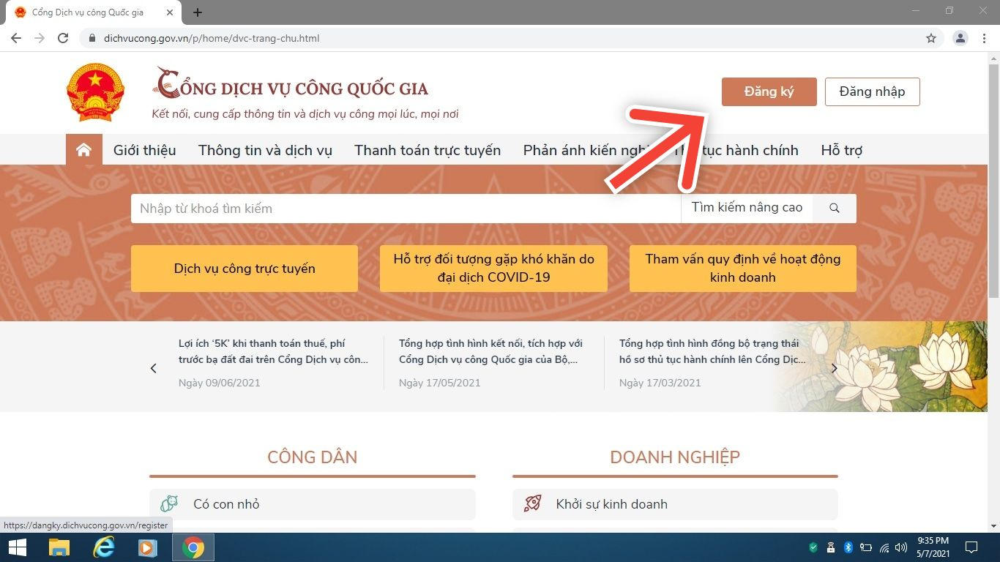 Cổng Dịch vụ công Quốc gia
dichvucong.gov.vn/p/home/dvc-trang-chu.html
CỔNG DỊCH VỤ CÔNG QUỐC GIA
Kết nối, cung cấp thông tin và dịch vụ công mọi lúc, mọi nơi
Đăng ký
Đăng nhập
Giới thiệu
Thông tin và dịch vụ
Thanh toán trực tuyến
Phản ánh kiến
tục hành chính
Hỗ trợ
Nhập từ khoá tìm kiếm
Tìm kiếm nâng cao
Dịch vụ công trực tuyến
Hỗ trợ đối tượng gặp khó khăn do
đại dịch COVID-19
Tham vấn quy định về hoạt động
kinh doanh
Lợi ích ‘5K’ khi thanh toán thuế, phí
trước bạ đất đai trên Cổng Dịch vụ côn...
Ngày 09/06/2021
Tổng hợp tình hình kết nối, tích hợp với
Cổng Dịch vụ công Quốc gia của Bộ,...
Ngày 17/05/2021
Tổng hợp tình hình đồng bộ trạng thái
hồ sơ thủ tục hành chính lên Cổng Dịc...
Ngày 17/03/2021
CÔNG DÂN
DOANH NGHIỆP
Có con nhỏ
Khởi sự kinh doanh
https://dangky.dichvucong.gov.vn/register
9:35 PM
5/7/2021